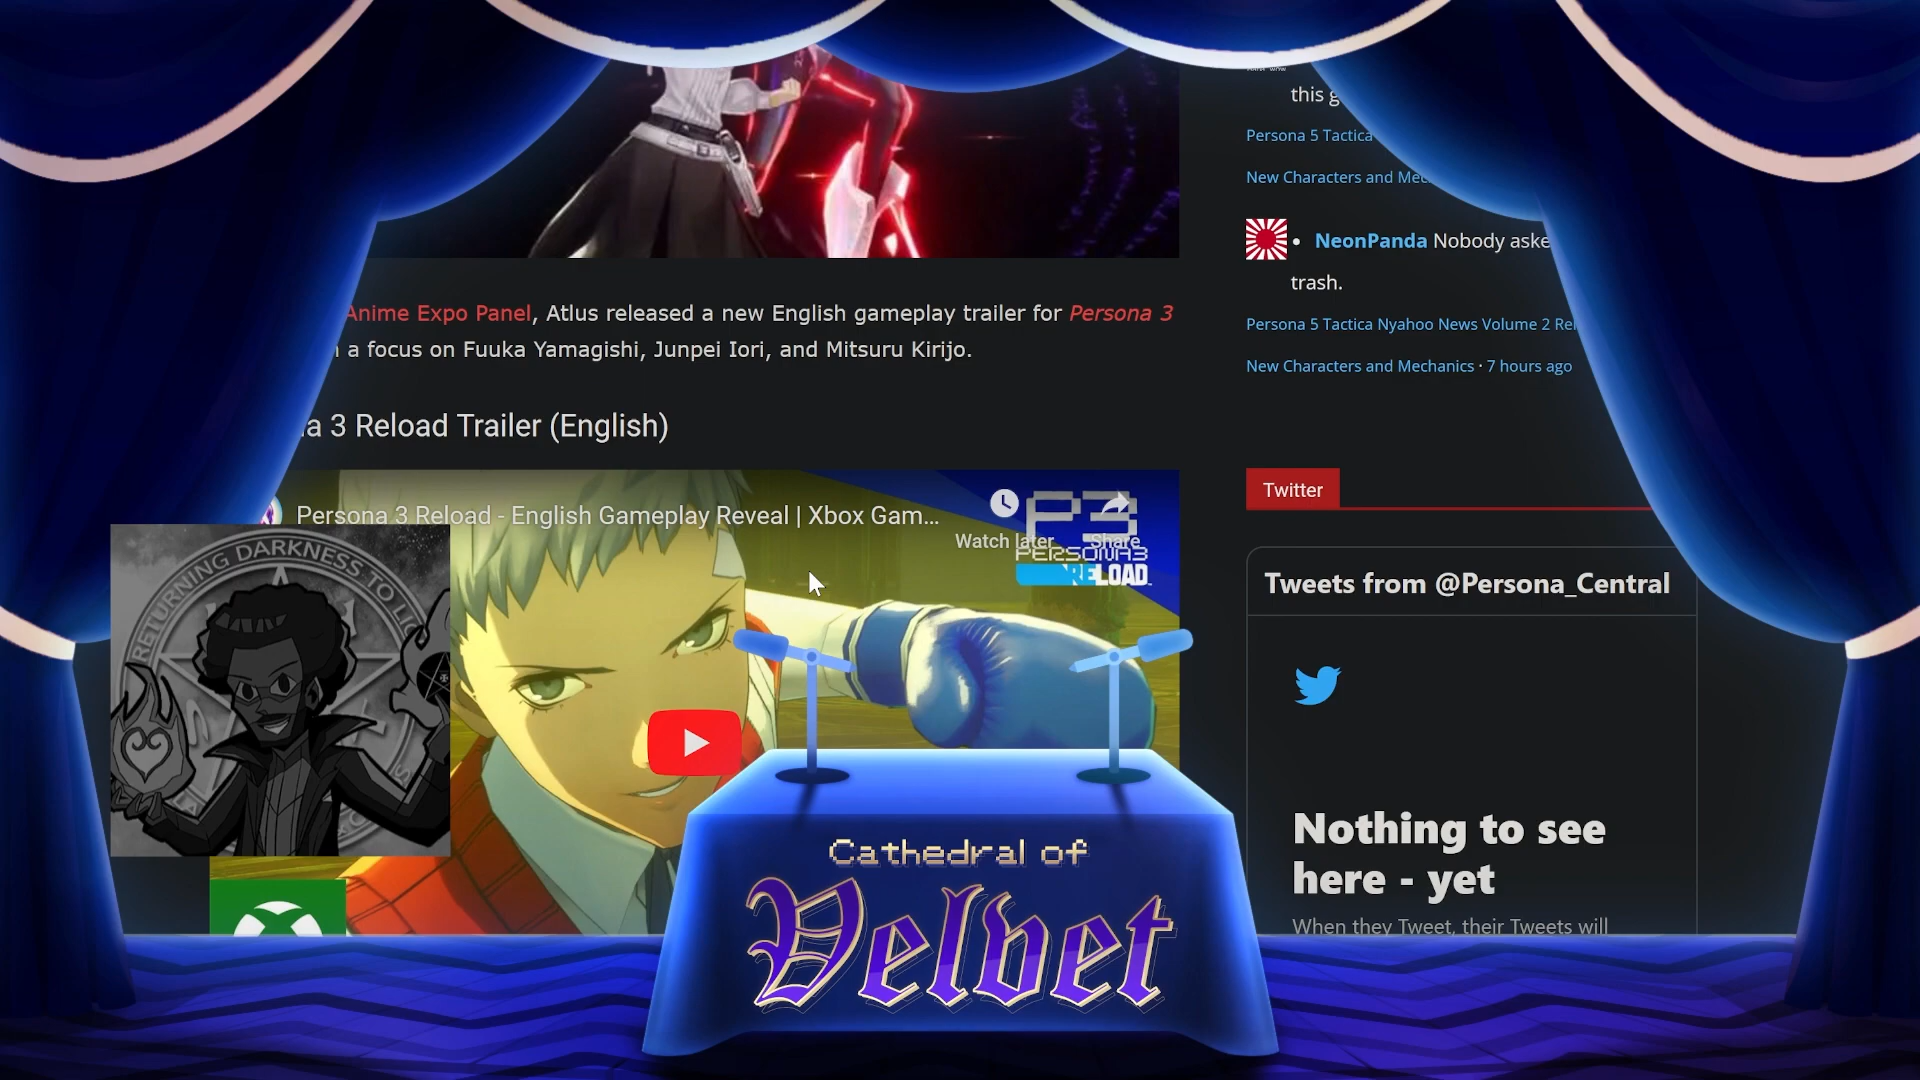 Anime Expo Panel, Atlus released a new English gameplay trailer for Persona 3
a focus on Fuuka Yamagishi, Junpei Iori, and Mitsuru Kirijo.
3 Reload Trailer (English)
Persona 3 Reload - English Gameplay Reveal | Xbox Gam...
Watch later
Share
P3
PERSONA3
RELOAD
RETURNING DARKNESS TO
Cathedral of
Velvet
this
Persona 5 Tactica
New Characters and
NeonPanda Nobody
trash.
Persona 5 Tactica Nyahoo News Volume 2
New Characters and Mechanics · 7 hours ago
Twitter
Tweets from @Persona_Central
Nothing to see
here - yet
When they Tweet, their Tweets will